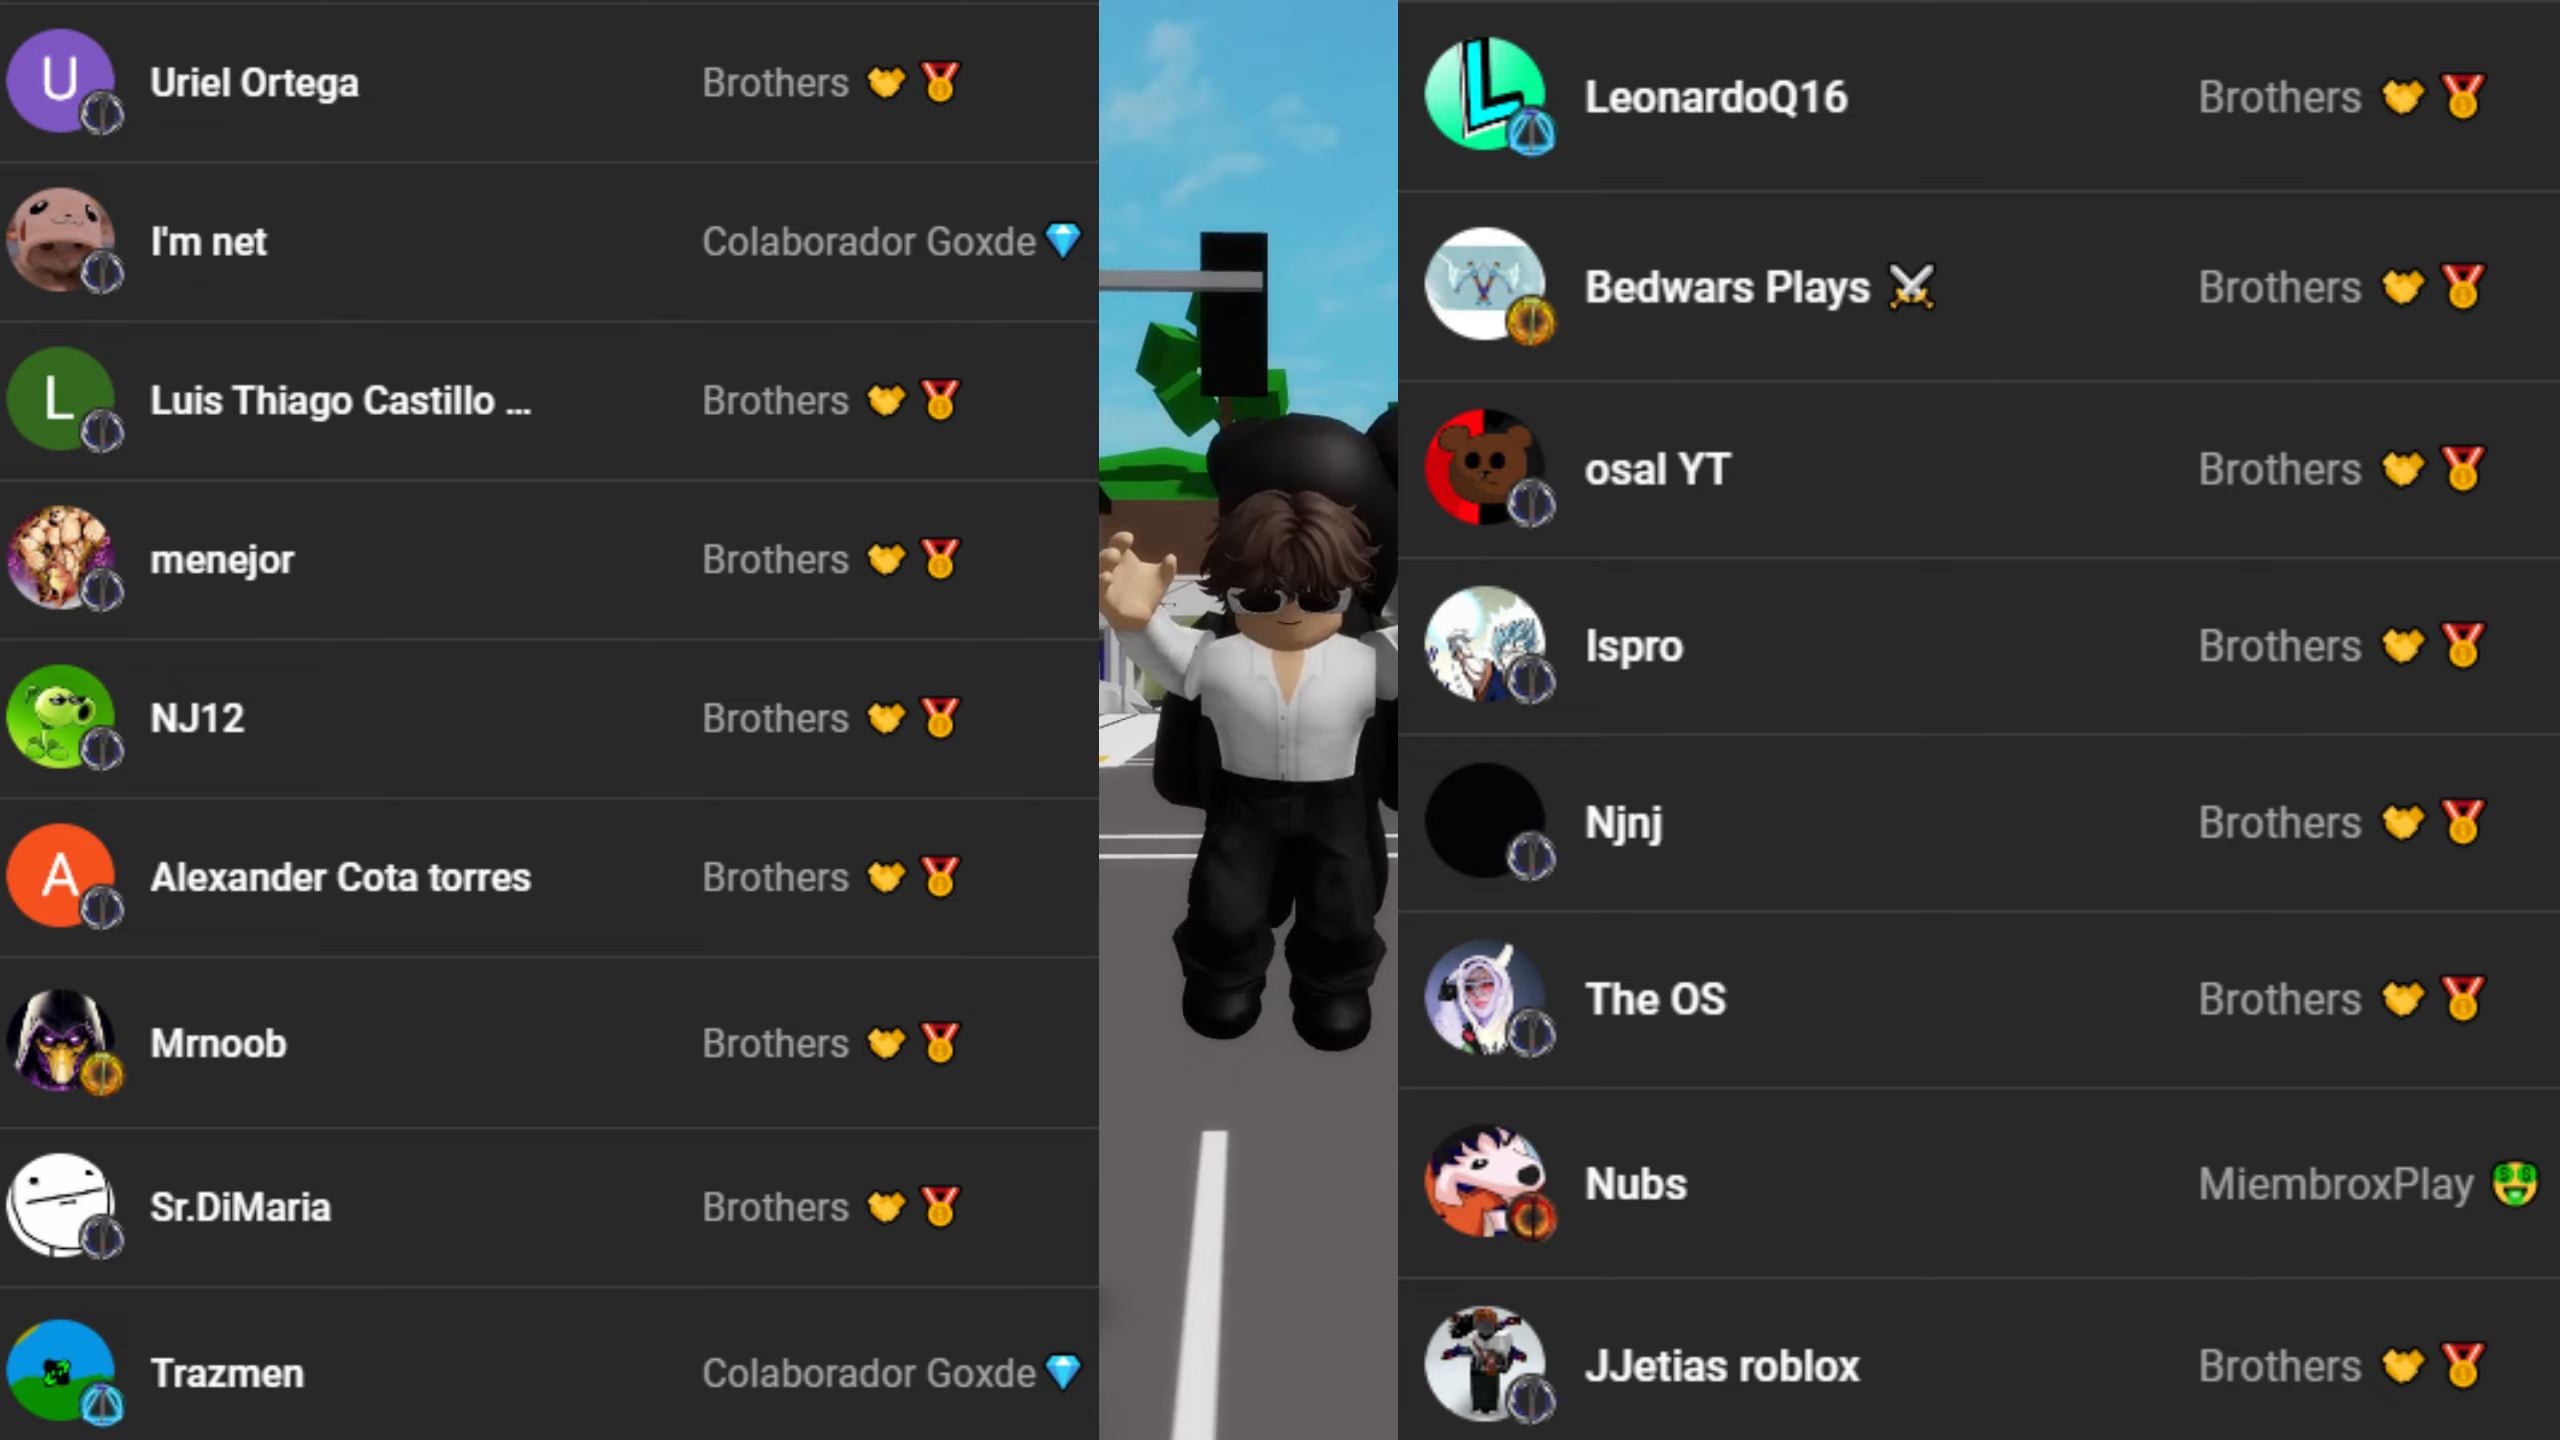 U Uriel Ortega Brothers 🤝🥇
I'm net Colaborador Goxde💎
L Luis Thiago Castillo ... Brothers 🤝🥇
menejor Brothers 🤝🥇
NJ12 Brothers 🤝🥇
A Alexander Cota torres Brothers 🤝🥇
Mrnoob Brothers 🤝🥇
Sr.DiMaria Brothers 🤝🥇
Trazmen Colaborador Goxde💎
L LeonardoQ16 Brothers 🤝🥇
Bedwars Plays ⚔️ Brothers 🤝🥇
osal YT Brothers 🤝🥇
Ispro Brothers 🤝🥇
Njnj Brothers 🤝🥇
The OS Brothers 🤝🥇
Nubs MiembroxPlay 🤑
JJetias roblox Brothers 🤝🥇